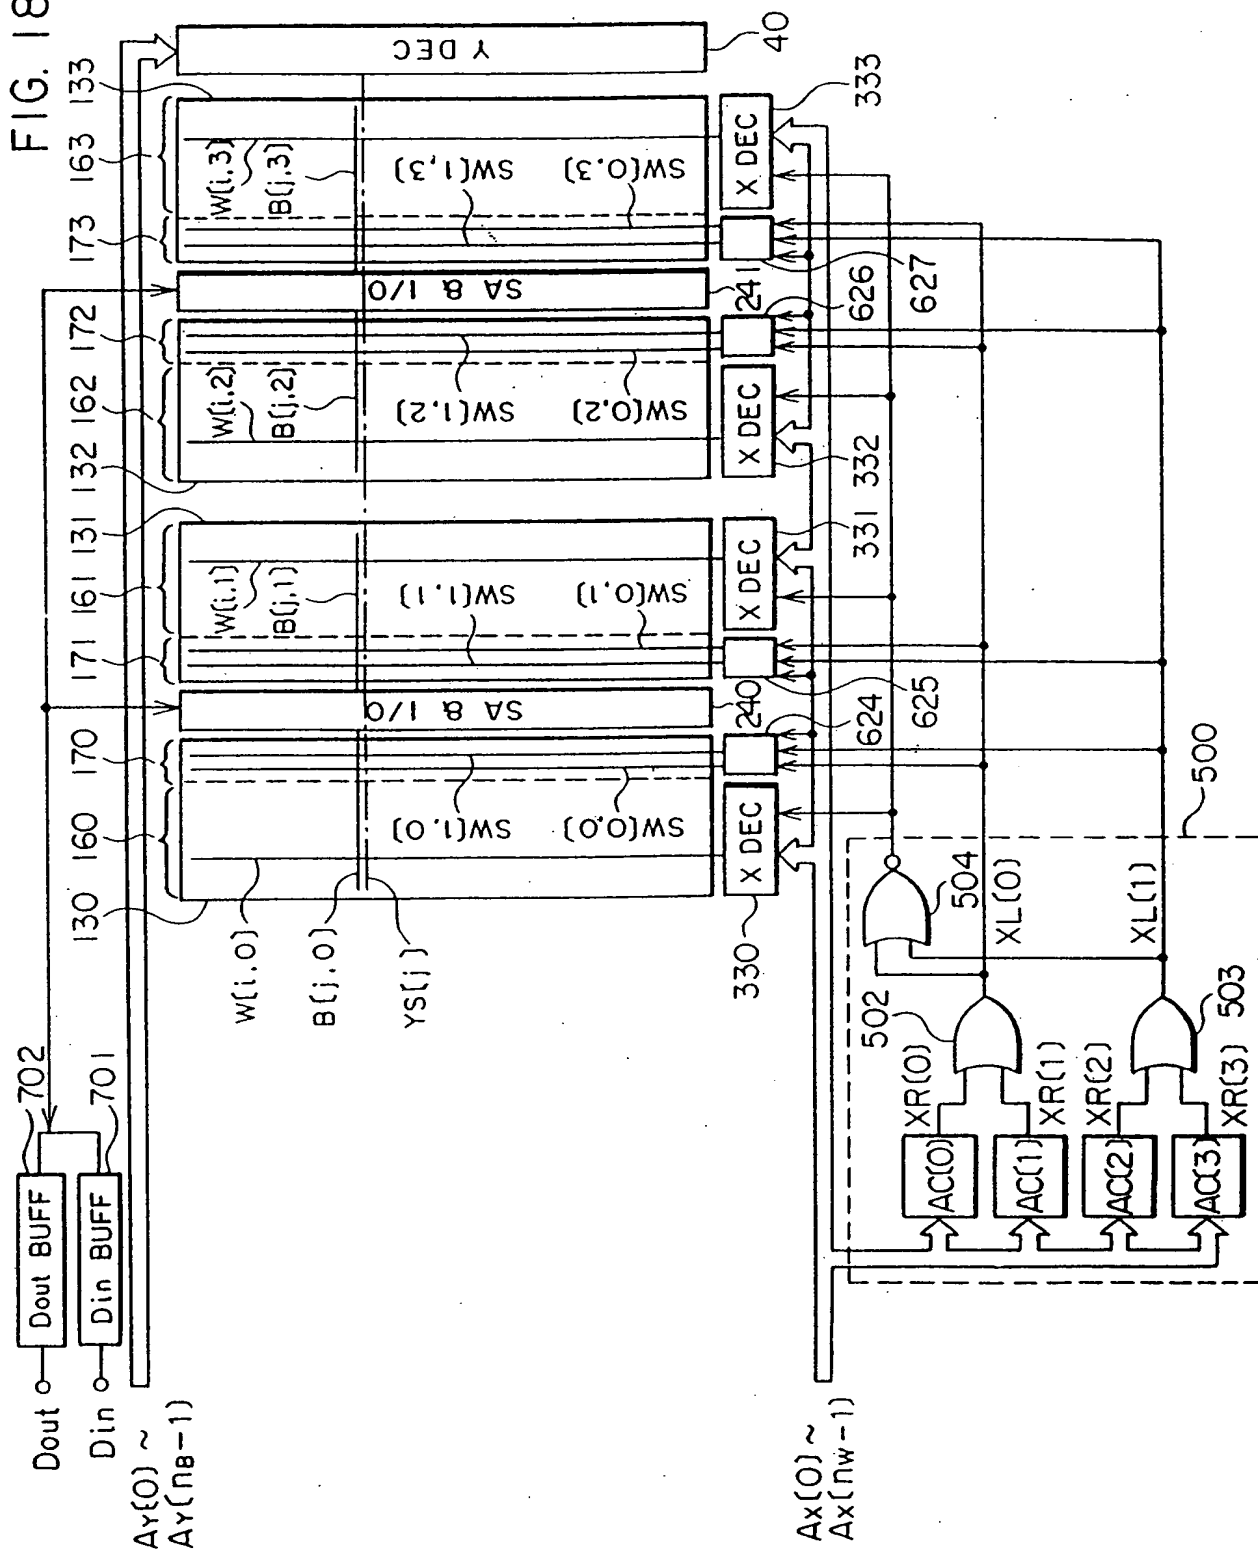 FIG. 18
Dout
Dout BUFF
702
Din
Din BUFF
701
AY(0) ~
AY(nB-1)
130
160
170
171
161
131
132
162
172
173
163
133
W(i,0)
B(j,0)
YS(j)
SW(1,0)
SW(0,0)
SA & I/O
W(i,1)
B(j,1)
SW(1,1)
SW(0,1)
W(i,2)
B(j,2)
SW(1,2)
SW(0,2)
SA & I/O
W(i,3)
B(j,3)
SW(1,3)
SW(0,3)
Y DEC
40
X DEC
330
240
624
625
X DEC
331
X DEC
332
241
626
627
X DEC
333
AX(0) ~
AX(nW-1)
AC(0)
XR(0)
AC(1)
XR(1)
AC(2)
XR(2)
AC(3)
XR(3)
502
503
504
XL(0)
XL(1)
500